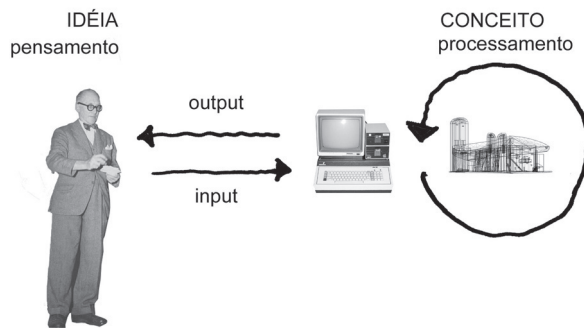 IDÉIA
pensamento
CONCEITO
processamento
output
input